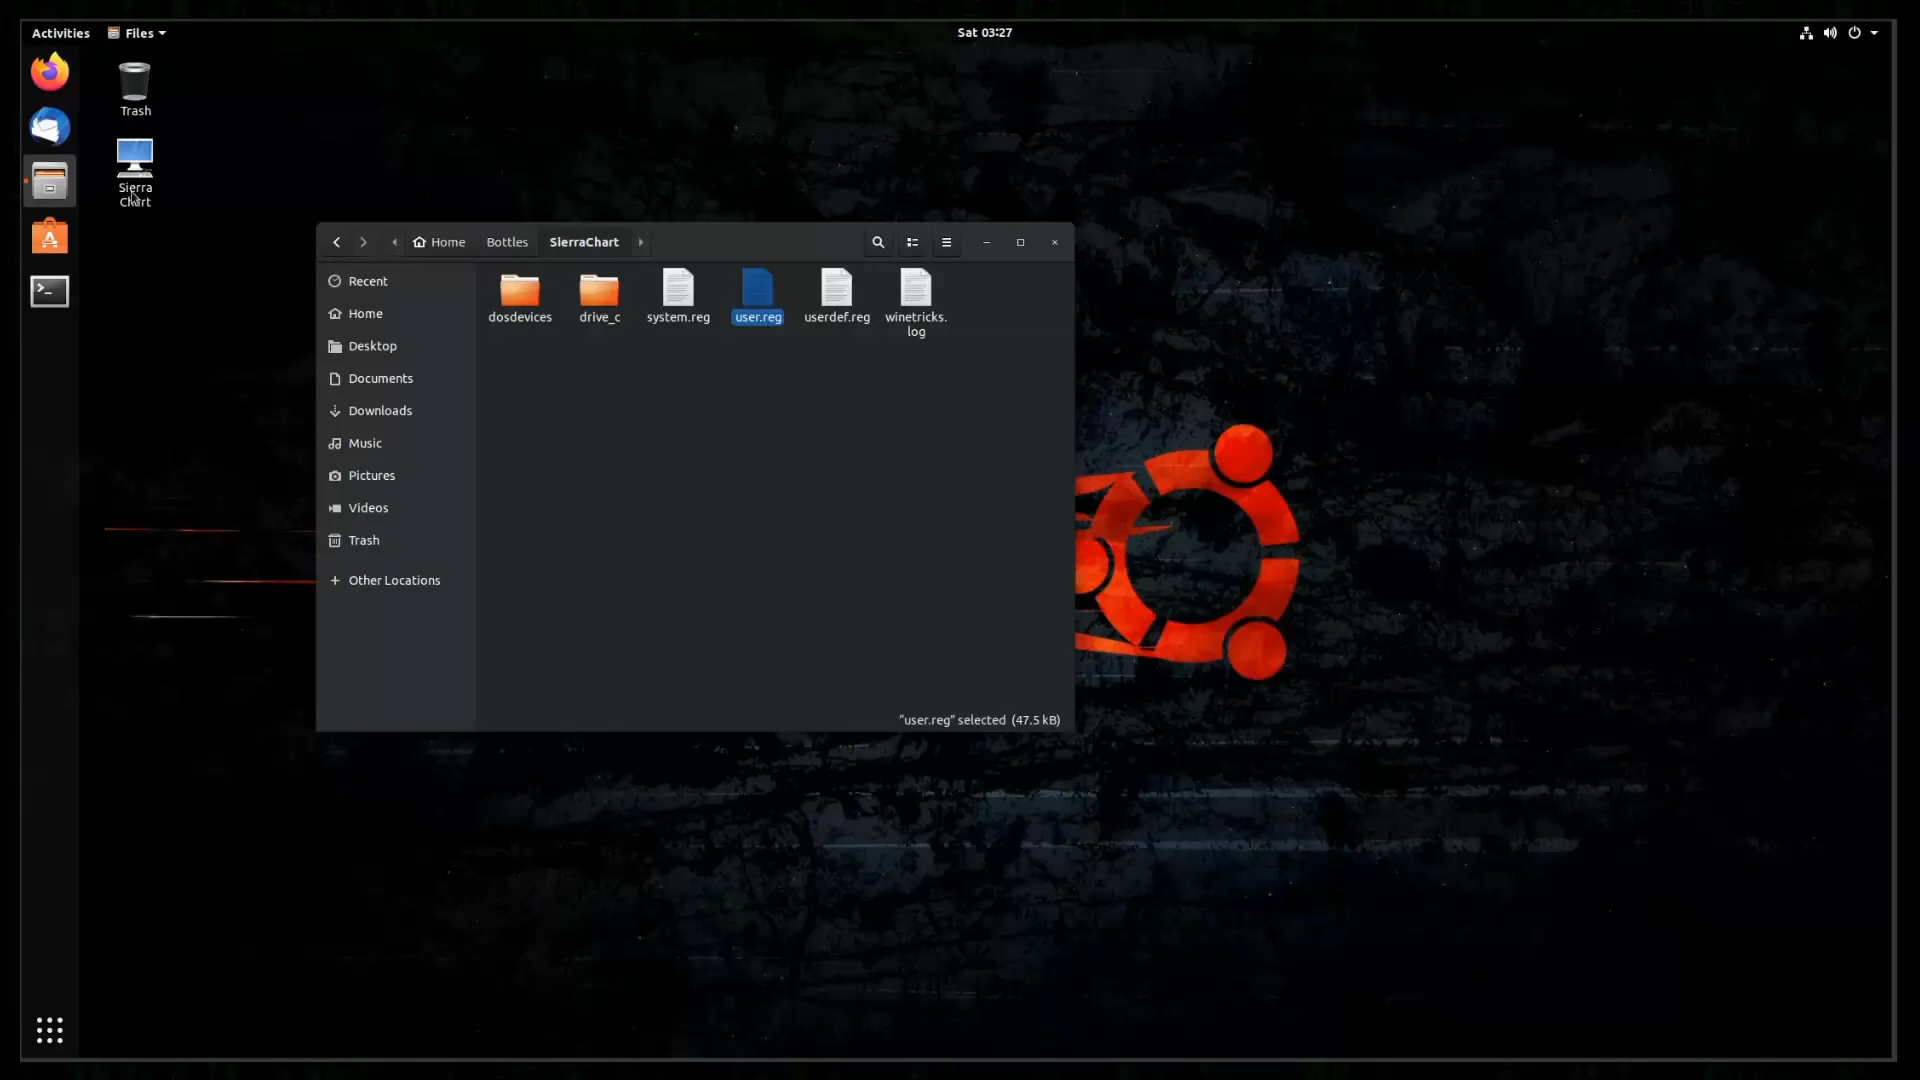 Activities
Files
Sat 03:27
Trash
Sierra
Chart
Home
Bottles
SierraChart
Recent
Home
Desktop
Documents
Downloads
Music
Pictures
Videos
Trash
Other Locations
dosdevices
drive_c
system.reg
user.reg
userdef.reg
winetricks.
log
"user.reg" selected (47.5 kB)